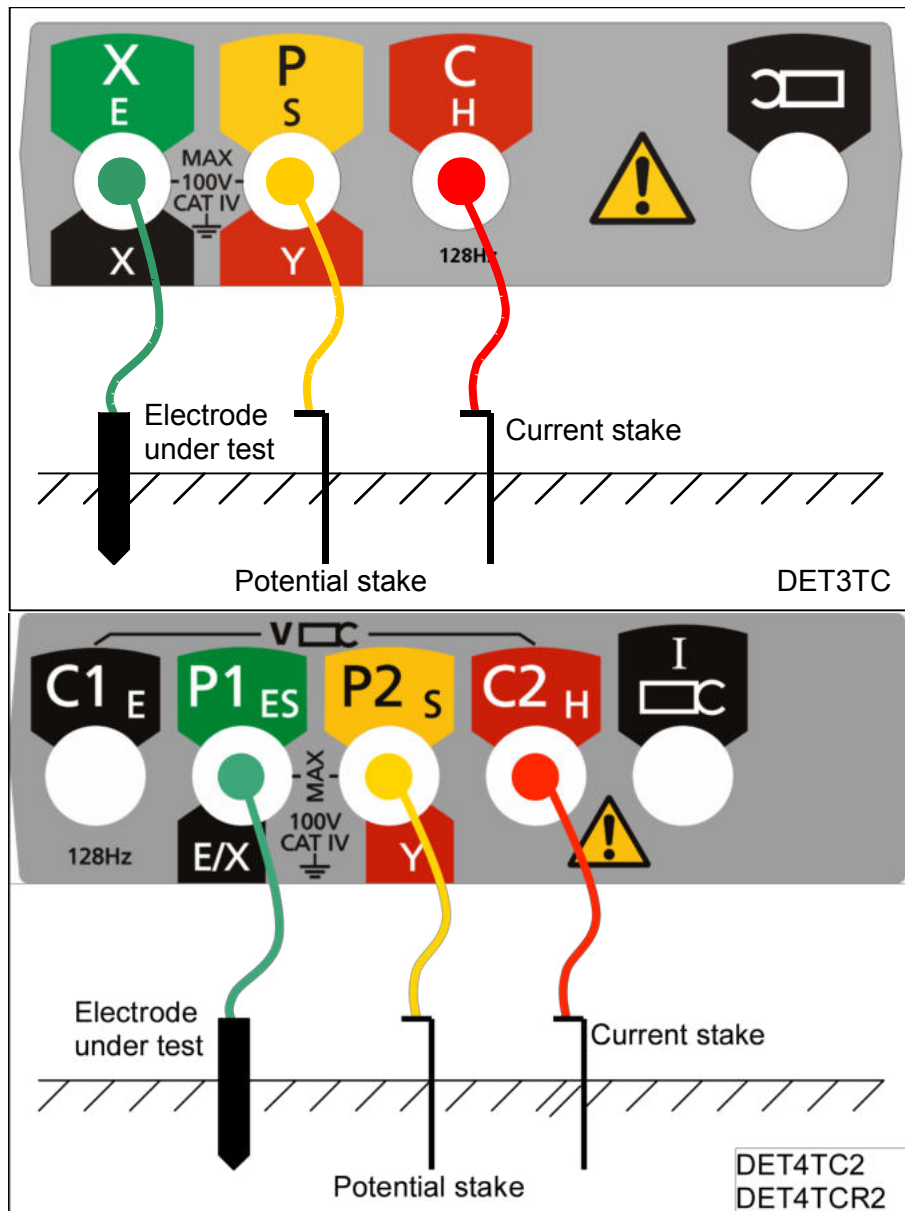 X P C
E S H
MAX
100V
CAT IV
X Y 128Hz
Electrode
under test
Current stake
Potential stake
DET3TC
V C
C1 E P1 ES P2 S C2 H I
C
MAX
100V
CAT IV
128Hz E/X Y
Electrode
under test
Current stake
Potential stake
DET4TC2
DET4TCR2